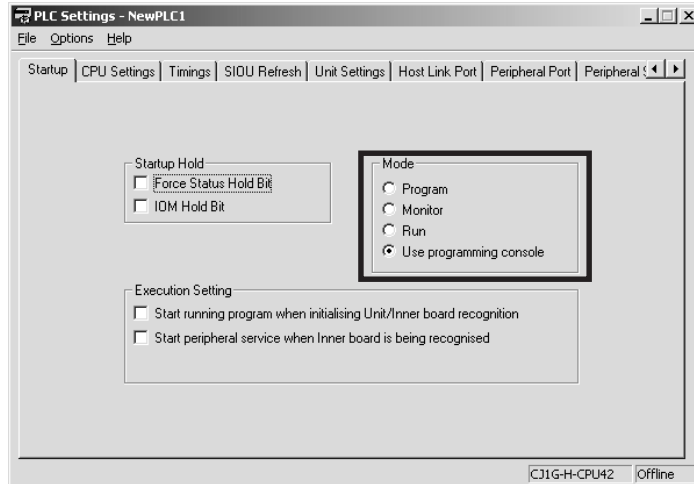 PLC Settings - NewPLC1
File Options Help
Startup CPU Settings Timings SIOU Refresh Unit Settings Host Link Port Peripheral Port Peripheral
Startup Hold
Force Status Hold Bit
IOM Hold Bit
Mode
Program
Monitor
Run
Use programming console
Execution Setting
Start running program when initialising Unit/Inner board recognition
Start peripheral service when Inner board is being recognised
CJ1G-H-CPU42 Offline